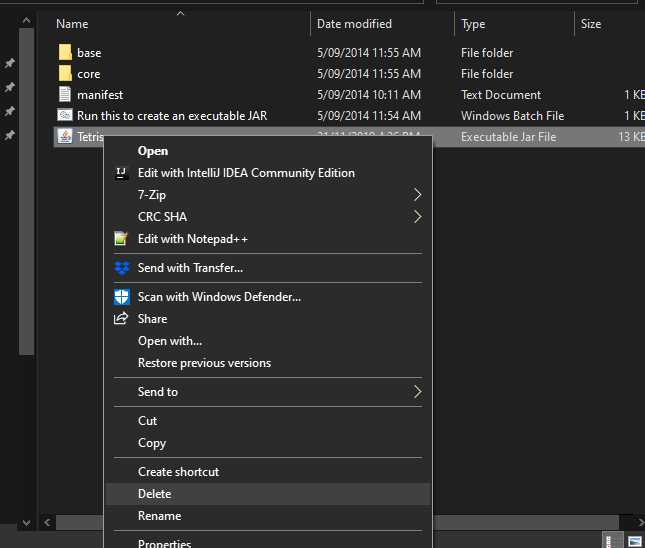 Name Date modified Type Size
base 5/09/2014 11:55 AM File folder
core 5/09/2014 11:55 AM File folder
manifest 5/09/2014 10:11 AM Text Document 1 KB
Run this to create an executable JAR 5/09/2014 11:54 AM Windows Batch File 1 KB
Tetris Executable Jar File 13 KB
Open
Edit with IntelliJ IDEA Community Edition
7-Zip
CRC SHA
Edit with Notepad++
Send with Transfer...
Scan with Windows Defender...
Share
Open with...
Restore previous versions
Send to
Cut
Copy
Create shortcut
Delete
Rename
Properties